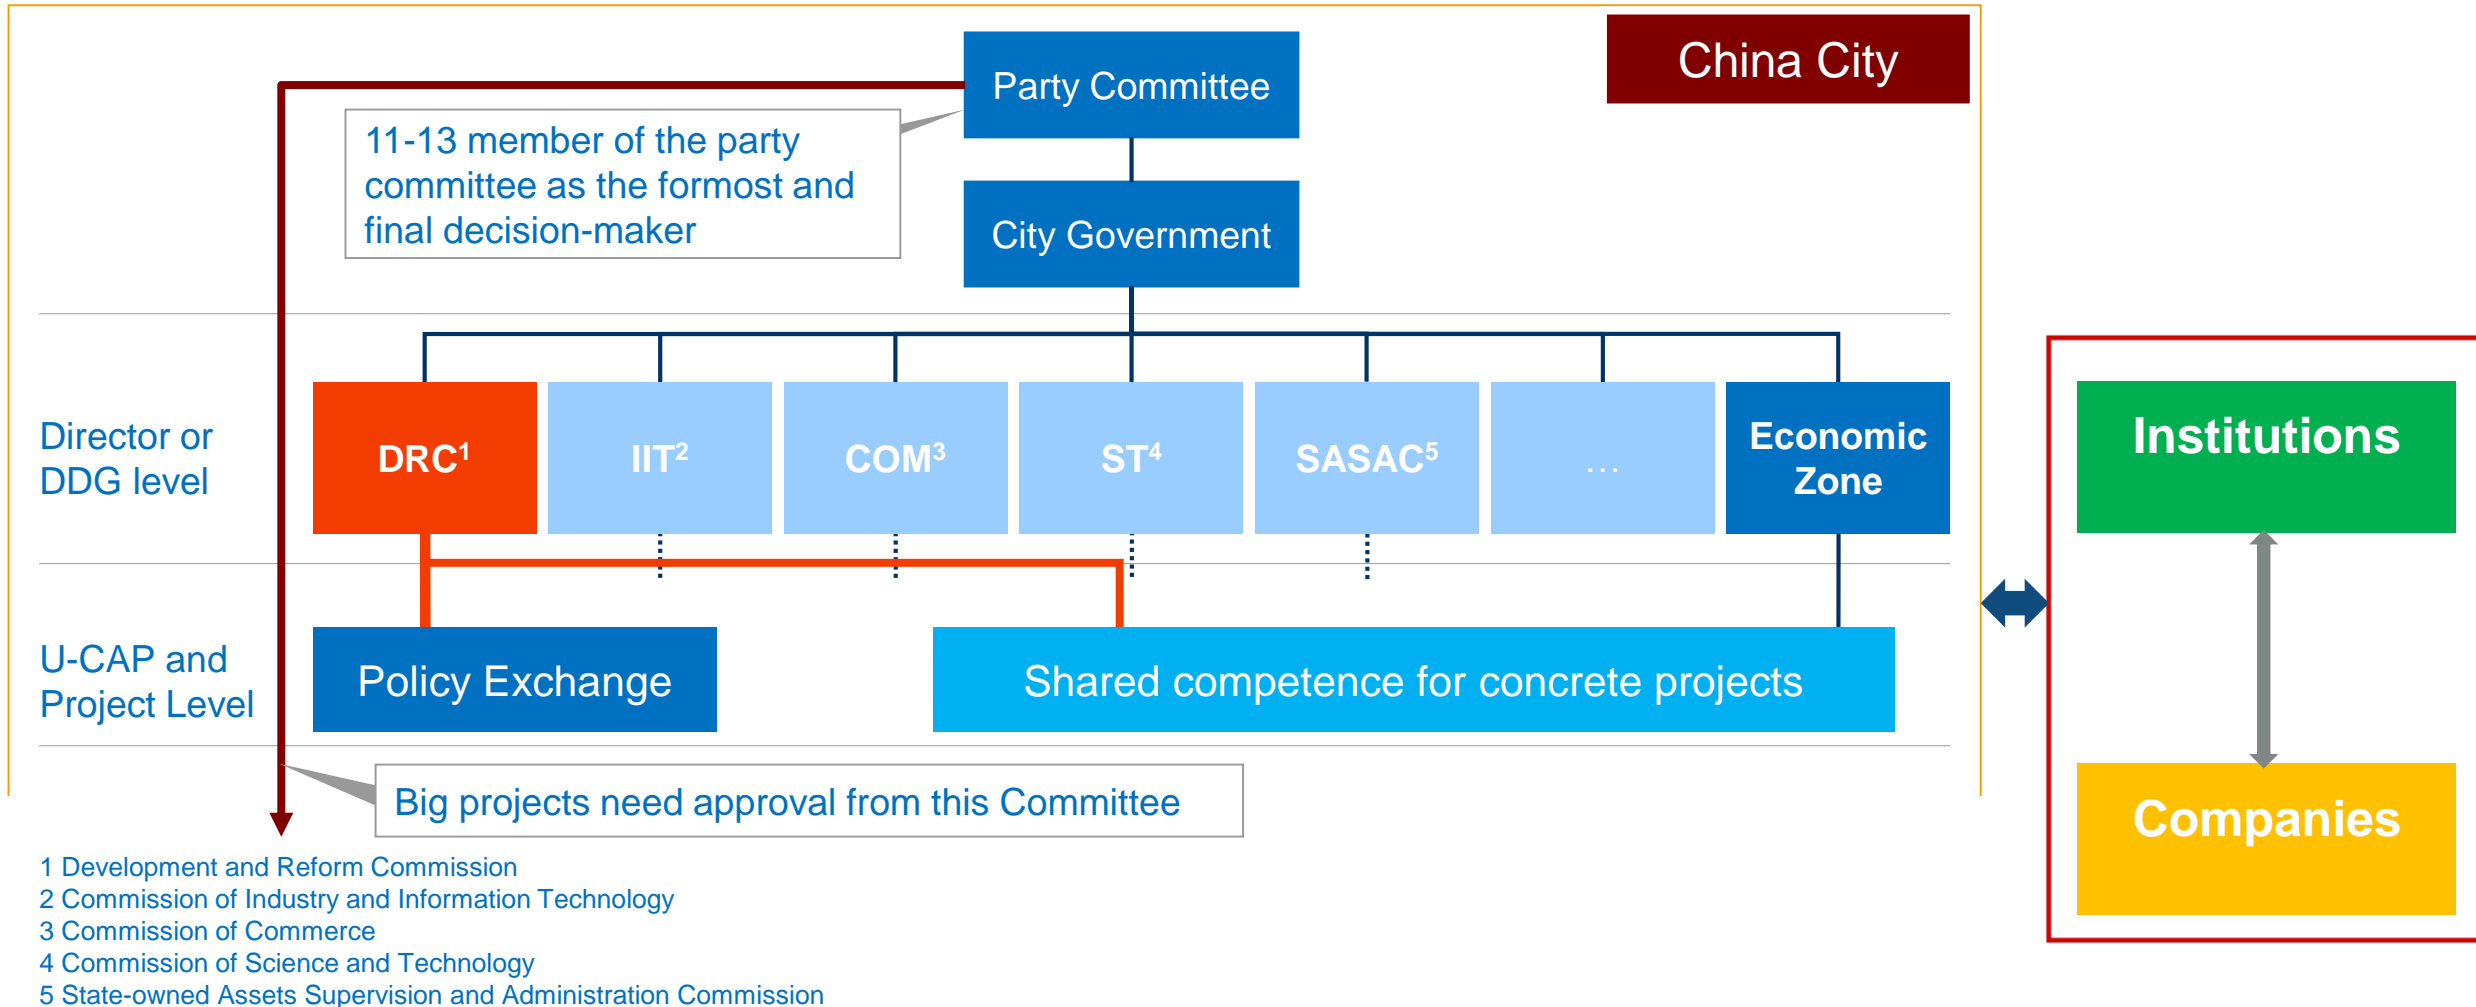 China City
Party Committee
11-13 member of the party
committee as the formost and
final decision-maker
City Government
Director or
DDG level
DRC1
IIT2
COM3
ST4
SASAC5
...
Economic
Zone
Institutions
U-CAP and
Project Level
Policy Exchange
Shared competence for concrete projects
Big projects need approval from this Committee
Companies
1 Development and Reform Commission
2 Commission of Industry and Information Technology
3 Commission of Commerce
4 Commission of Science and Technology
5 State-owned Assets Supervision and Administration Commission